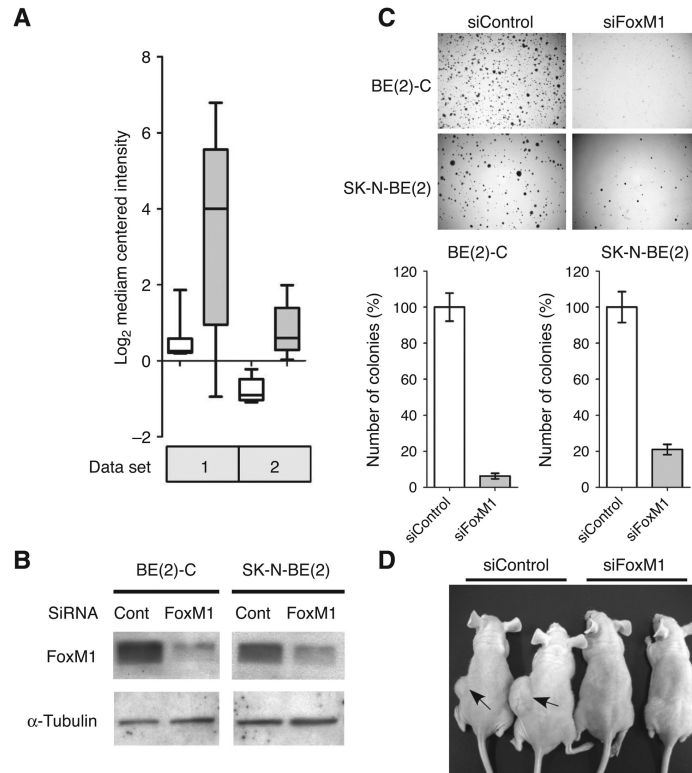 A
Log2 mediam centered intensity
8
6
4
2
0
–2
Data set 1 2
B
BE(2)-C SK-N-BE(2)
SiRNA Cont FoxM1 Cont FoxM1
FoxM1
α-Tubulin
C
siControl siFoxM1
BE(2)-C
SK-N-BE(2)
BE(2)-C
Number of colonies (%)
120
100
80
60
40
20
0
siControl
siFoxM1
SK-N-BE(2)
Number of colonies (%)
120
100
80
60
40
20
0
siControl
siFoxM1
D
siControl siFoxM1